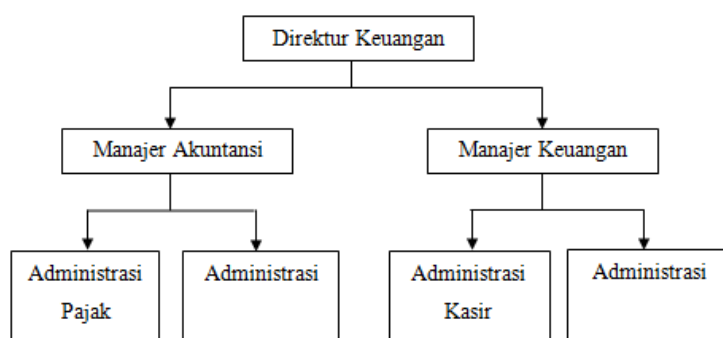 Direktur Keuangan
Manajer Akuntansi
Manajer Keuangan
Administrasi
Pajak
Administrasi
Administrasi
Kasir
Administrasi